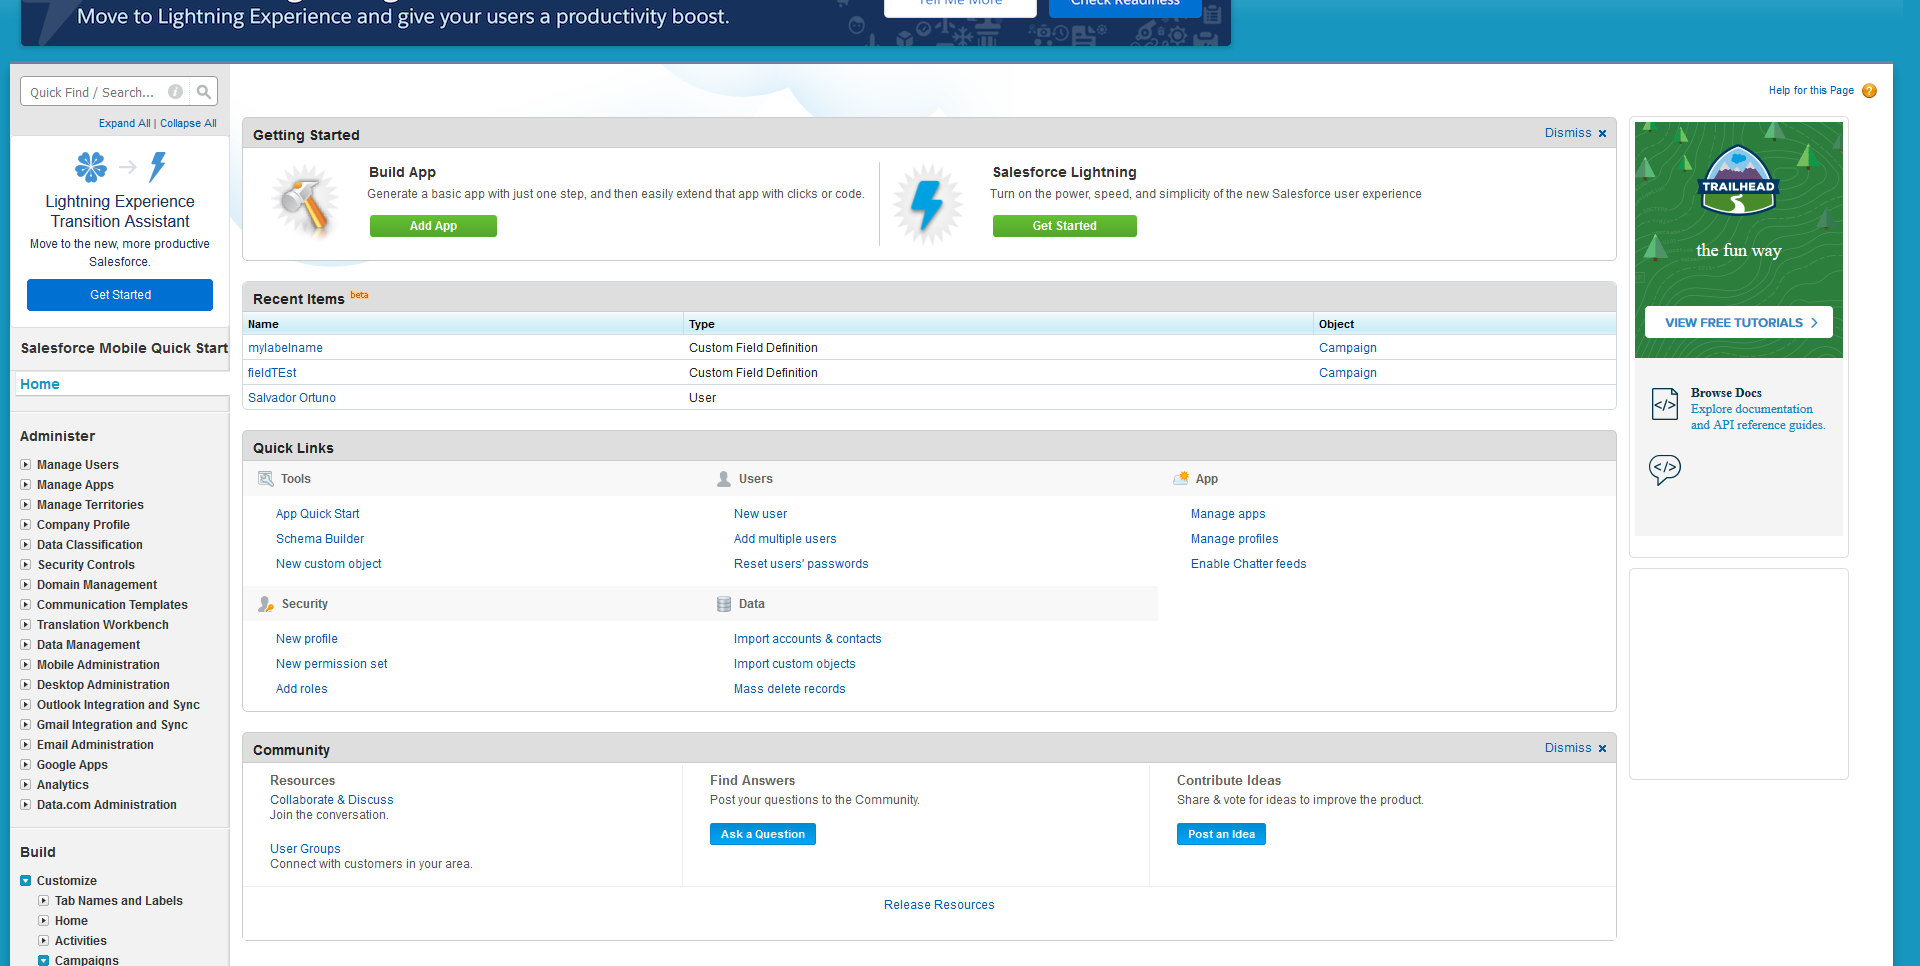 Move to Lightning Experience and give your users a productivity boost.
Tell Me More
Check Readiness
Quick Find / Search...
Expand All | Collapse All
Lightning Experience
Transition Assistant
Move to the new, more productive
Salesforce.
Get Started
Salesforce Mobile Quick Start
Home
Administer
Manage Users
Manage Apps
Manage Territories
Company Profile
Data Classification
Security Controls
Domain Management
Communication Templates
Translation Workbench
Data Management
Mobile Administration
Desktop Administration
Outlook Integration and Sync
Gmail Integration and Sync
Email Administration
Google Apps
Analytics
Data.com Administration
Build
Customize
Tab Names and Labels
Home
Activities
Campaigns
Help for this Page ?
Getting Started
Dismiss x
Build App
Generate a basic app with just one step, and then easily extend that app with clicks or code.
Add App
Salesforce Lightning
Turn on the power, speed, and simplicity of the new Salesforce user experience
Get Started
Recent Items beta
Name Type Object
mylabelname Custom Field Definition Campaign
fieldTEst Custom Field Definition Campaign
Salvador Ortuno User
Quick Links
Tools
App Quick Start
Schema Builder
New custom object
Users
New user
Add multiple users
Reset users' passwords
App
Manage apps
Manage profiles
Enable Chatter feeds
Security
New profile
New permission set
Add roles
Data
Import accounts & contacts
Import custom objects
Mass delete records
Community
Dismiss x
Resources
Collaborate & Discuss
Join the conversation.
User Groups
Connect with customers in your area.
Find Answers
Post your questions to the Community.
Ask a Question
Contribute Ideas
Share & vote for ideas to improve the product.
Post an Idea
Release Resources
TRAILHEAD
the fun way
VIEW FREE TUTORIALS
Browse Docs
Explore documentation
and API reference guides.